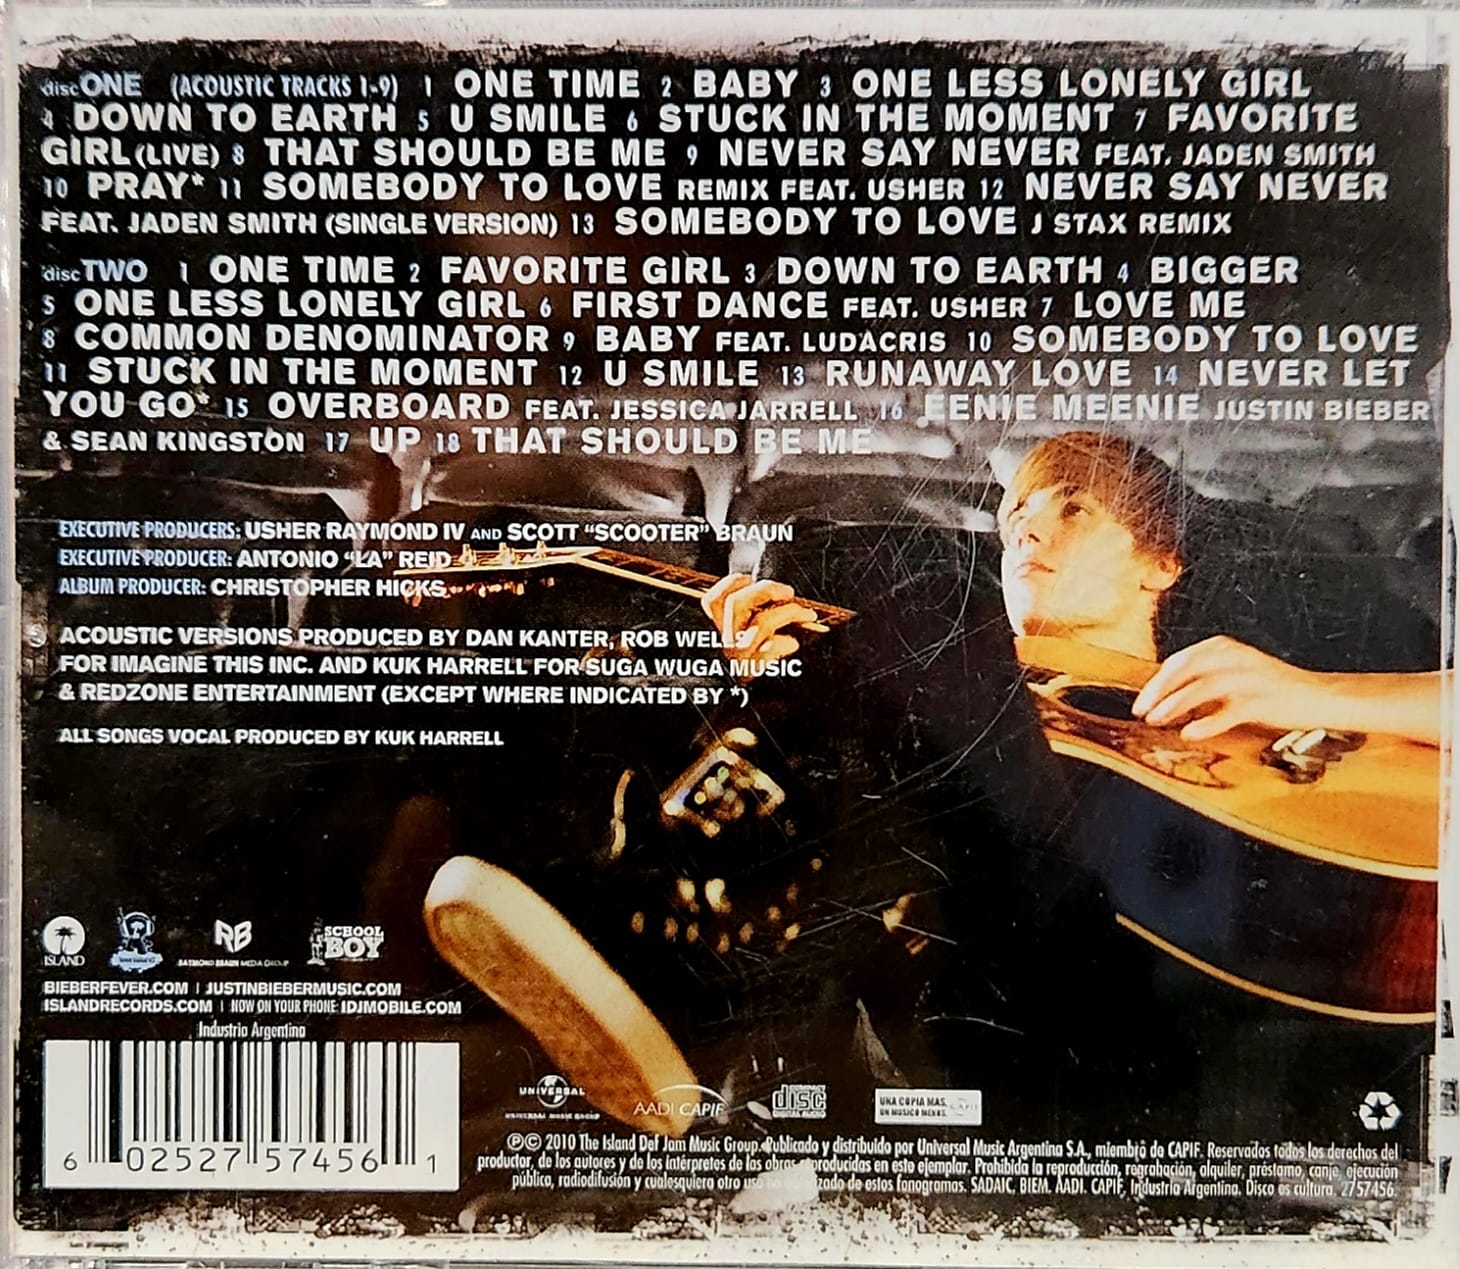 discONE (ACOUSTIC TRACKS 1-9) 1 ONE TIME 2 BABY 3 ONE LESS LONELY GIRL
4 DOWN TO EARTH 5 U SMILE 6 STUCK IN THE MOMENT 7 FAVORITE
GIRL (LIVE) 8 THAT SHOULD BE ME 9 NEVER SAY NEVER FEAT. JADEN SMITH
10 PRAY* 11 SOMEBODY TO LOVE REMIX FEAT. USHER 12 NEVER SAY NEVER
FEAT. JADEN SMITH (SINGLE VERSION) 13 SOMEBODY TO LOVE J STAX REMIX
discTWO 1 ONE TIME 2 FAVORITE GIRL 3 DOWN TO EARTH 4 BIGGER
5 ONE LESS LONELY GIRL 6 FIRST DANCE FEAT. USHER 7 LOVE ME
8 COMMON DENOMINATOR 9 BABY FEAT. LUDACRIS 10 SOMEBODY TO LOVE
11 STUCK IN THE MOMENT 12 U SMILE 13 RUNAWAY LOVE 14 NEVER LET
YOU GO* 15 OVERBOARD FEAT. JESSICA JARRELL 16 EENIE MEENIE JUSTIN BIEBER
& SEAN KINGSTON 17 UP 18 THAT SHOULD BE ME
EXECUTIVE PRODUCERS: USHER RAYMOND IV AND SCOTT "SCOOTER" BRAUN
EXECUTIVE PRODUCER: ANTONIO "LA" REID
ALBUM PRODUCER: CHRISTOPHER HICKS
ACOUSTIC VERSIONS PRODUCED BY DAN KANTER, ROB WELLS
FOR IMAGINE THIS INC. AND KUK HARRELL FOR SUGA WUGA MUSIC
& REDZONE ENTERTAINMENT (EXCEPT WHERE INDICATED BY *)
ALL SONGS VOCAL PRODUCED BY KUK HARRELL
ISLAND RB RAYMOND BRAUN MEDIA GROUP SCHOOL BOY
BIEBERFEVER.COM | JUSTINBIEBERMUSIC.COM
ISLANDRECORDS.COM | NOW ON YOUR PHONE: IDJMOBILE.COM
Industria Argentina
6 02527 57456 1
UNIVERSAL UNIVERSAL MUSIC GROUP AADI CAPIF COMPACT disc DIGITAL AUDIO UNA COPIA MAS, UN MUSICO MENOS. CAPIF
℗© 2010 The Island Def Jam Music Group. Publicado y distribuido por Universal Music Argentina S.A., miembro de CAPIF. Reservados todos los derechos del
productor, de los autores y de los intérpretes de las obras reproducidas en este ejemplar. Prohibida la reproducción, regrabación, alquiler, préstamo, canje, ejecución
pública, radiodifusión y cualesquiera otro uso de estos fonogramas. SADAIC, BIEM. AADI. CAPIF, Industria Argentina. Disco es cultura. 2757456.